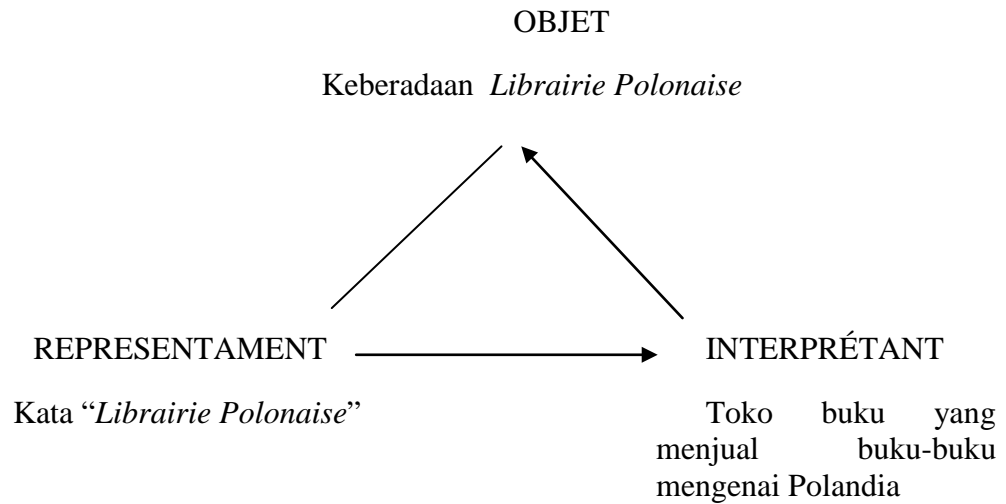 OBJET
Keberadaan Librairie Polonaise
REPRESENTAMENT
Kata “Librairie Polonaise”
INTERPRÉTANT
Toko buku yang
menjual buku-buku
mengenai Polandia